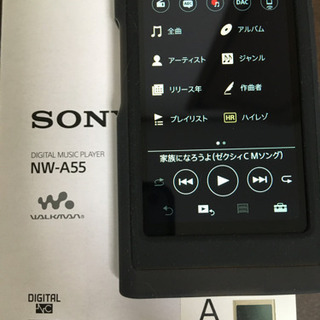 SONY
DIGITAL MUSIC PLAYER
NW-A55
WALKMAN®
DIGITAL
A
DAC
全曲
アルバム
アーティスト
ジャンル
リリース年
作曲者
プレイリスト
HR
ハイレゾ
家族になろうよ(ゼクシィCMソング)